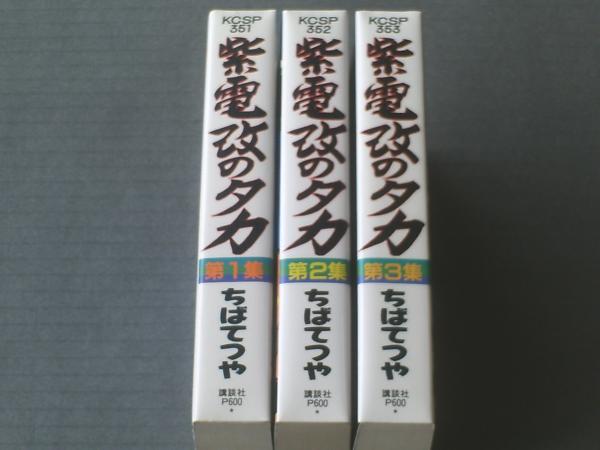 KCSP
351
紫電改のタカ
第1集
ちばてつや
講談社
P600
*
KCSP
352
紫電改のタカ
第2集
ちばてつや
講談社
P600
*
KCSP
353
紫電改のタカ
第3集
ちばてつや
講談社
P600
*